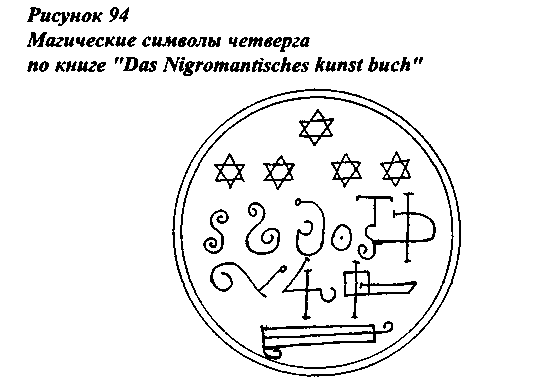 Рисунок 94
Магические символы четверга
по книге "Das Nigromantisches kunst buch"